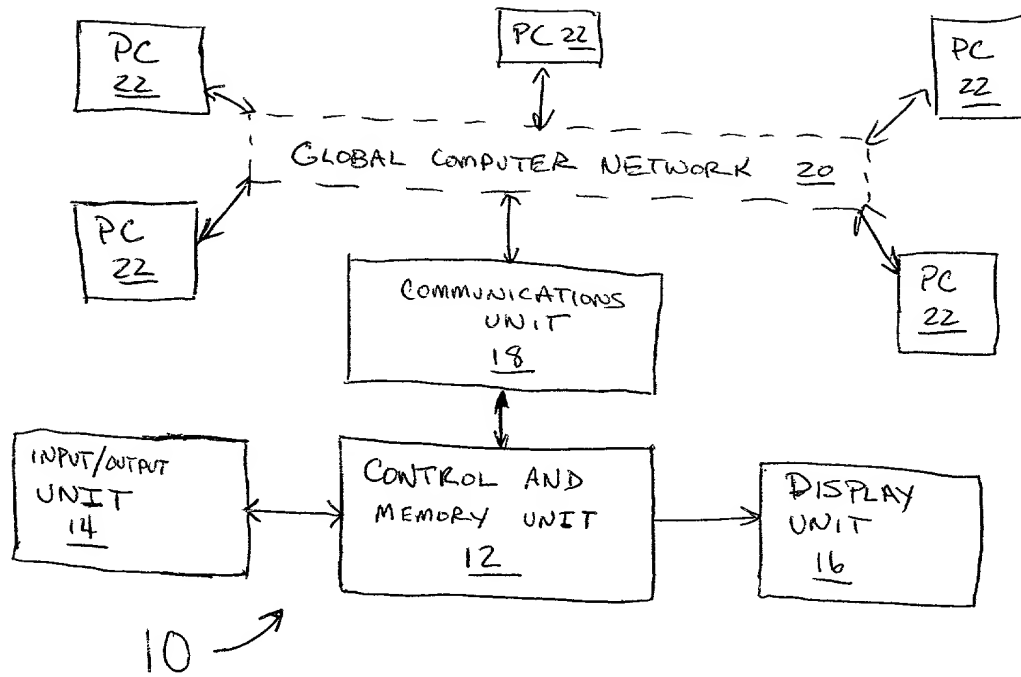 PC
22
PC 22
PC
22
GLOBAL COMPUTER NETWORK 20
PC
22
PC
22
COMMUNICATIONS
UNIT
18
INPUT/OUTPUT
UNIT
14
CONTROL AND
MEMORY UNIT
12
DISPLAY
UNIT
16
10